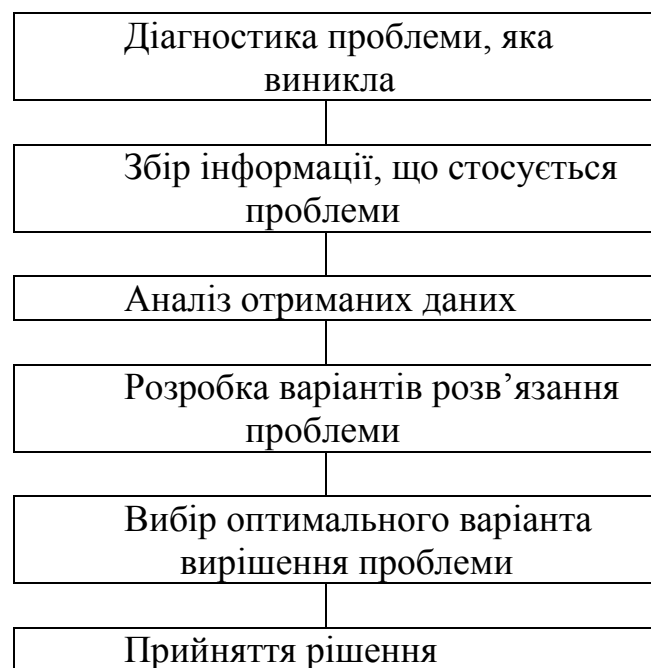 Діагностика проблеми, яка
виникла
Збір інформації, що стосується
проблеми
Аналіз отриманих даних
Розробка варіантів розв’язання
проблеми
Вибір оптимального варіанта
вирішення проблеми
Прийняття рішення